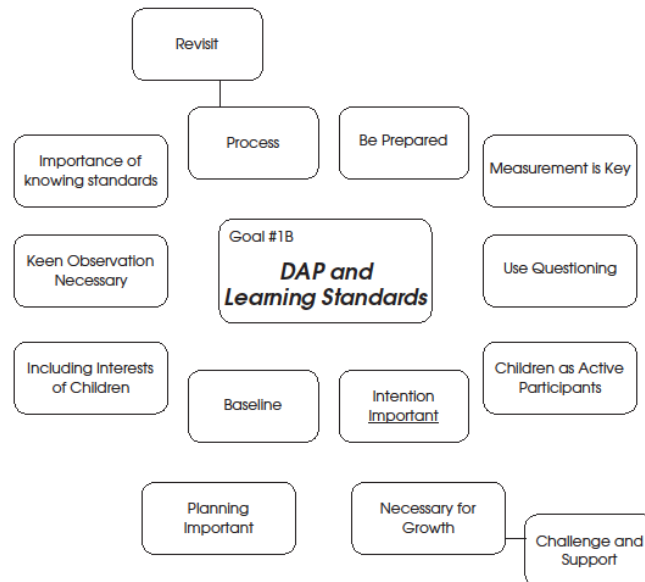 Revisit
Process
Be Prepared
Importance of
knowing standards
Measurement is Key
Goal #1B
DAP and
Learning Standards
Keen Observation
Necessary
Use Questioning
Including Interests
of Children
Baseline
Intention
Important
Children as Active
Participants
Planning
Important
Necessary for
Growth
Challenge and
Support